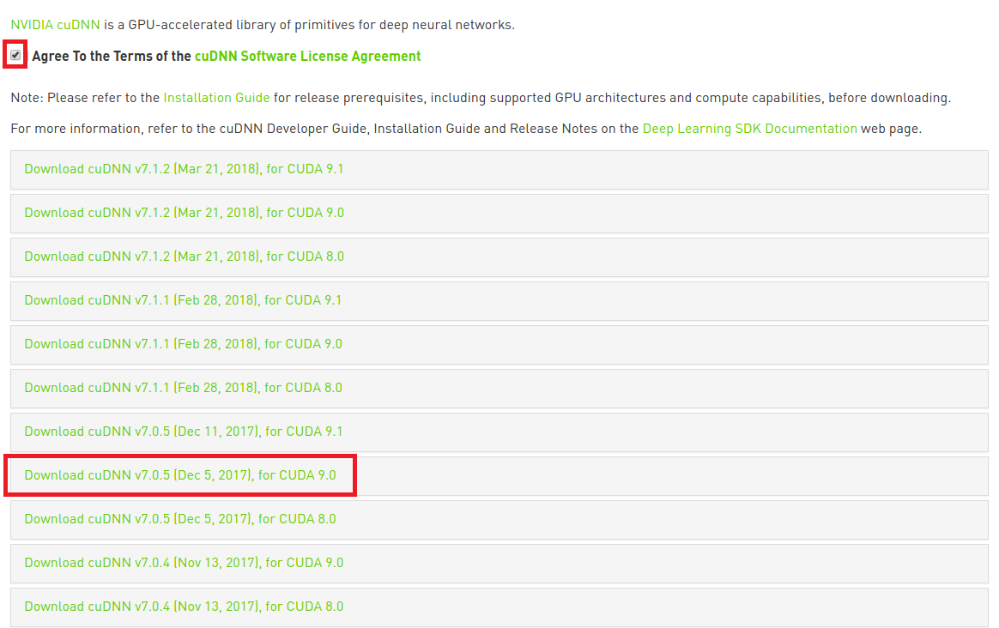 NVIDIA cuDNN is a GPU-accelerated library of primitives for deep neural networks.
Agree To the Terms of the cuDNN Software License Agreement
Note: Please refer to the Installation Guide for release prerequisites, including supported GPU architectures and compute capabilities, before downloading.
For more information, refer to the cuDNN Developer Guide, Installation Guide and Release Notes on the Deep Learning SDK Documentation web page.
Download cuDNN v7.1.2 (Mar 21, 2018), for CUDA 9.1
Download cuDNN v7.1.2 (Mar 21, 2018), for CUDA 9.0
Download cuDNN v7.1.2 (Mar 21, 2018), for CUDA 8.0
Download cuDNN v7.1.1 (Feb 28, 2018), for CUDA 9.1
Download cuDNN v7.1.1 (Feb 28, 2018), for CUDA 9.0
Download cuDNN v7.1.1 (Feb 28, 2018), for CUDA 8.0
Download cuDNN v7.0.5 (Dec 11, 2017), for CUDA 9.1
Download cuDNN v7.0.5 (Dec 5, 2017), for CUDA 9.0
Download cuDNN v7.0.5 (Dec 5, 2017), for CUDA 8.0
Download cuDNN v7.0.4 (Nov 13, 2017), for CUDA 9.0
Download cuDNN v7.0.4 (Nov 13, 2017), for CUDA 8.0